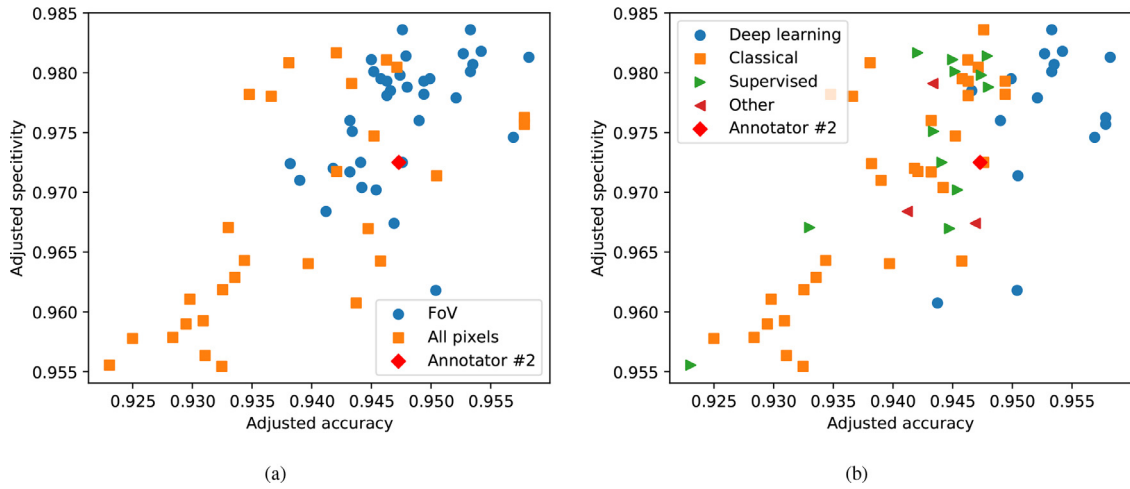 0.985
0.980
0.975
0.970
0.965
0.960
0.955
Adjusted specitivity
FoV
All pixels
Annotator #2
0.925 0.930 0.935 0.940 0.945 0.950 0.955
Adjusted accuracy
(a)
0.985
0.980
0.975
0.970
0.965
0.960
0.955
Adjusted specitivity
Deep learning
Classical
Supervised
Other
Annotator #2
0.925 0.930 0.935 0.940 0.945 0.950 0.955
Adjusted accuracy
(b)